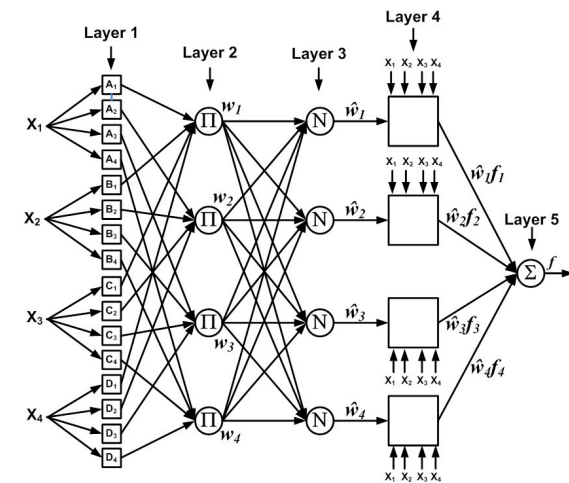 Layer 1
Layer 2
Layer 3
Layer 4
Layer 5
X₁
X₂
X₃
X₄
A₁
A₂
A₃
A₄
B₁
B₂
B₃
B₄
C₁
C₂
C₃
C₄
D₁
D₂
D₃
D₄
Π
Π
Π
Π
w₁
w₂
w₃
w₄
N
N
N
N
ŵ₁
ŵ₂
ŵ₃
ŵ₄
X₁ X₂ X₃ X₄
X₁ X₂ X₃ X₄
X₁ X₂ X₃ X₄
X₁ X₂ X₃ X₄
ŵ₁f₁
ŵ₂f₂
ŵ₃f₃
ŵ₄f₄
Σ
f